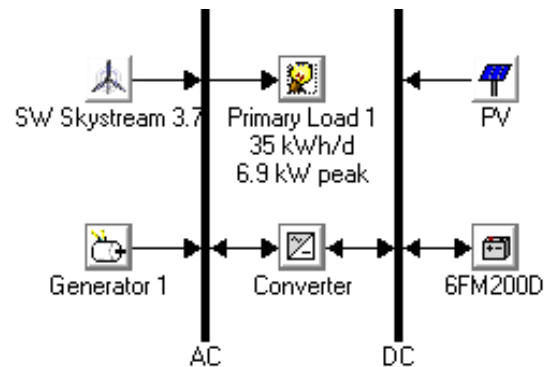 SW Skystream 3.7
Primary Load 1
35 kWh/d
6.9 kW peak
PV
Generator 1
Converter
6FM200D
AC
DC